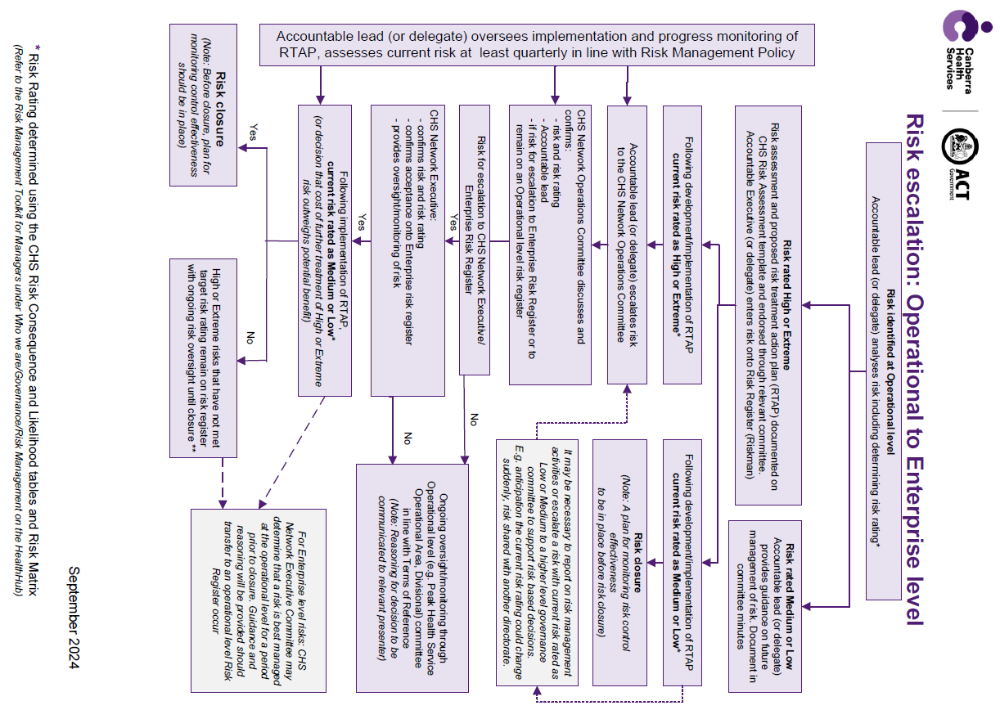 Canberra
Health
Services
ACT
Government
Risk escalation: Operational to Enterprise level
Risk identified at Operational level
Accountable lead (or delegate) analyses risk including determining risk rating*
Risk rated High or Extreme
Risk assessment and proposed risk treatment action plan (RTAP) documented on
CHS Risk Assessment template and endorsed through relevant committee.
Accountable Executive (or delegate) enters risk onto Risk Register (Riskman)
Risk rated Medium or Low
Accountable lead (or delegate)
provides guidance on future
management of risk. Document in
committee minutes
Following development/implementation of RTAP
current risk rated as High or Extreme*
Following development/implementation of RTAP
current risk rated as Medium or Low*
Accountable lead (or delegate) escalates risk
to the CHS Network Operations Committee
Risk closure
(Note: A plan for monitoring risk control
effectiveness
to be in place before risk closure)
CHS Network Operations Committee discusses and
confirms:
- risk and risk rating
- Accountable lead
- if risk for escalation to Enterprise Risk Register or to
remain on an Operational level risk register
It may be necessary to report on risk management
activities or escalate a risk with current risk rated as
Low or Medium to a higher level governance
committee to support risk based decisions.
E.g. anticipation the current risk rating could change
suddenly, risk shared with another directorate.
Risk for escalation to CHS Network Executive/
Enterprise Risk Register
Yes
No
CHS Network Executive:
- confirms risk and risk rating
- confirms acceptance onto Enterprise risk register
- provides oversight/monitoring of risk
Yes
No
Ongoing oversight/monitoring through
Operational level (e.g. Peak Health Service
Operational Area, Divisional) committee
in line with Terms of Reference
(Note: Reasoning for decision to be
communicated to relevant presenter)
Following implementation of RTAP,
current risk rated as Medium or Low*
(or decision that cost of further treatment of High or Extreme
risk outweighs potential benefit)
Accountable lead (or delegate) oversees implementation and progress monitoring of
RTAP, assesses current risk at least quarterly in line with Risk Management Policy
Yes
No
Risk closure
(Note: Before closure, plan for
monitoring control effectiveness
should be in place)
High or Extreme risks that have not met
target risk rating remain on risk register
with ongoing risk oversight until closure **
For Enterprise level risks: CHS
Network Executive Committee may
determine that a risk is best managed
at the operational level for a period
prior to closure. Guidance and
reasoning will be provided should
transfer to an operational level Risk
Register occur
* Risk Rating determined using the CHS Risk Consequence and Likelihood tables and Risk Matrix
(Refer to the Risk Management Toolkit for Managers under Who we are/Governance/Risk Management on the HealthHub)
September 2024